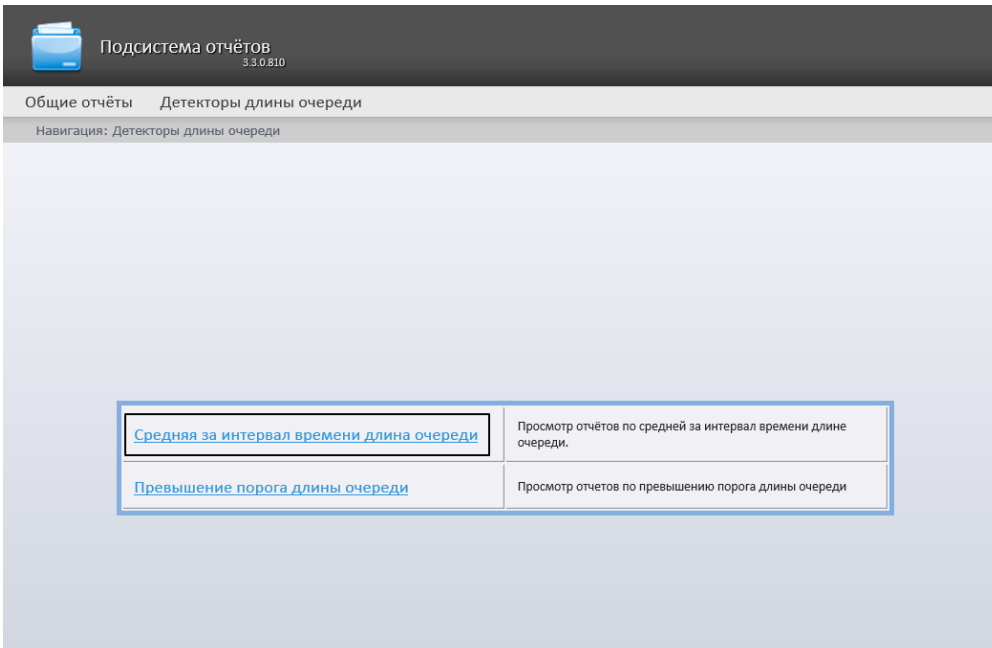 Подсистема отчётов
3.3.0.810
Общие отчёты Детекторы длины очереди
Навигация: Детекторы длины очереди
Средняя за интервал времени длина очереди
Просмотр отчётов по средней за интервал времени длине
очереди.
Превышение порога длины очереди
Просмотр отчетов по превышению порога длины очереди